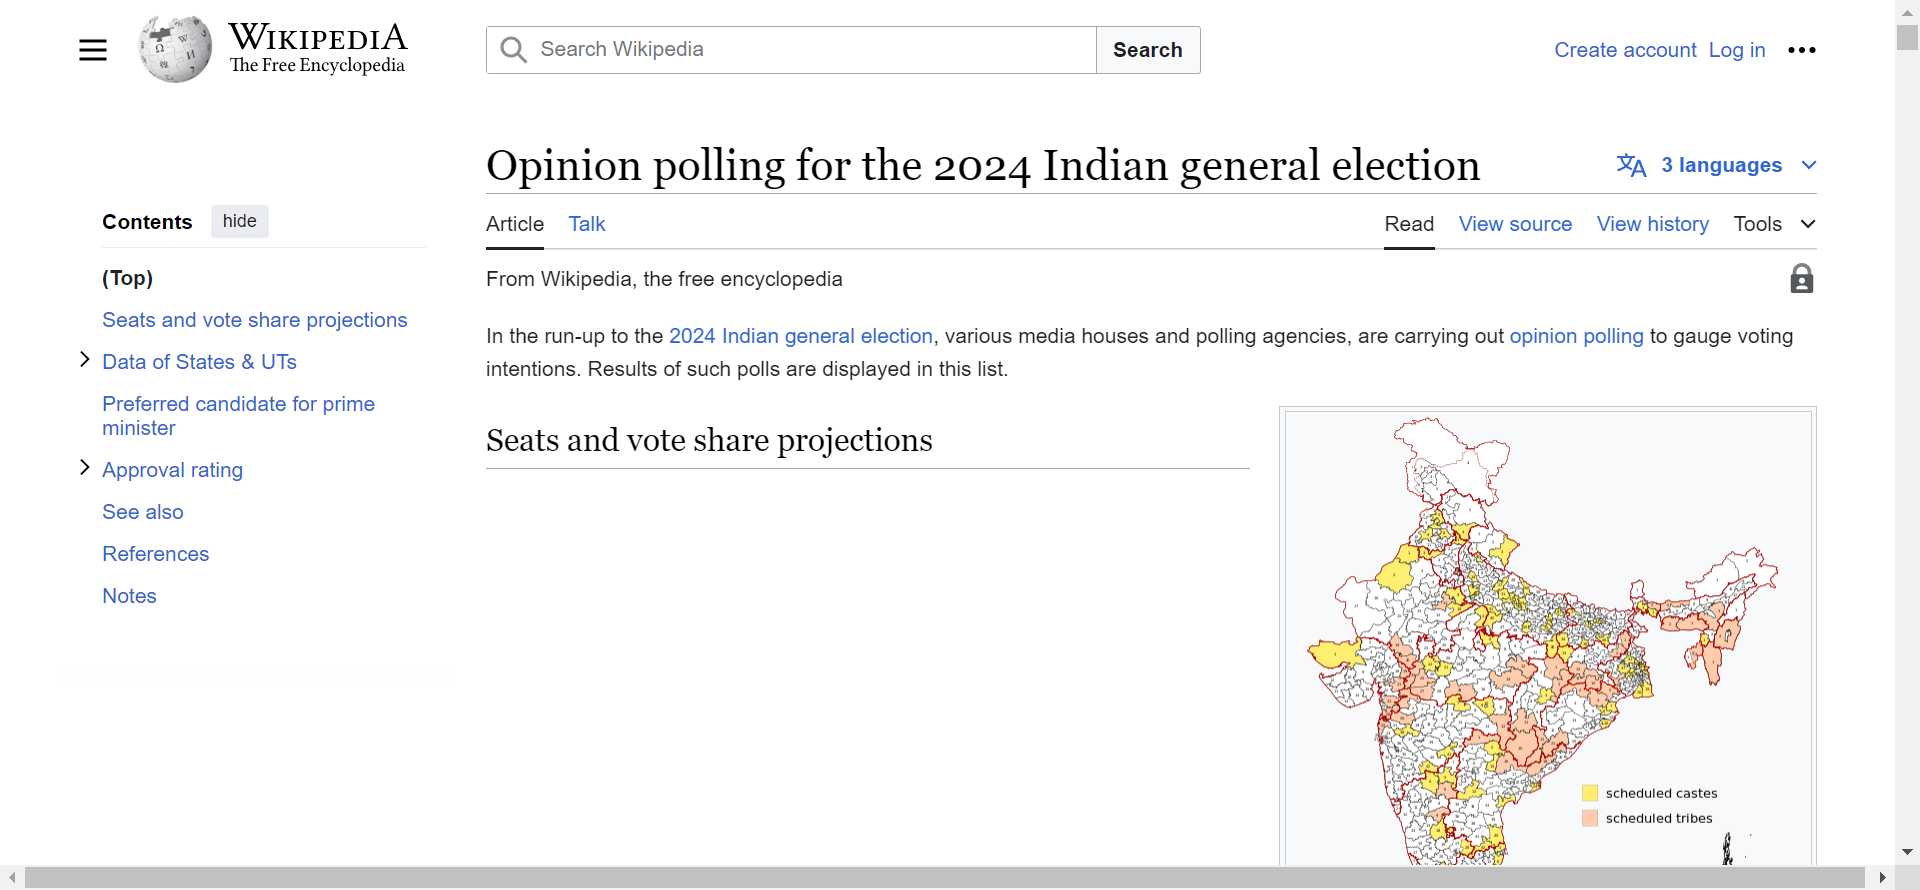 WIKIPEDIA
The Free Encyclopedia
Search Wikipedia
Search
Create account
Log in
Opinion polling for the 2024 Indian general election
3 languages
Contents
hide
Article
Talk
Read
View source
View history
Tools
(Top)
From Wikipedia, the free encyclopedia
Seats and vote share projections
Data of States & UTs
Preferred candidate for prime
minister
Approval rating
See also
References
Notes
In the run-up to the 2024 Indian general election, various media houses and polling agencies, are carrying out opinion polling to gauge voting
intentions. Results of such polls are displayed in this list.
Seats and vote share projections
scheduled castes
scheduled tribes